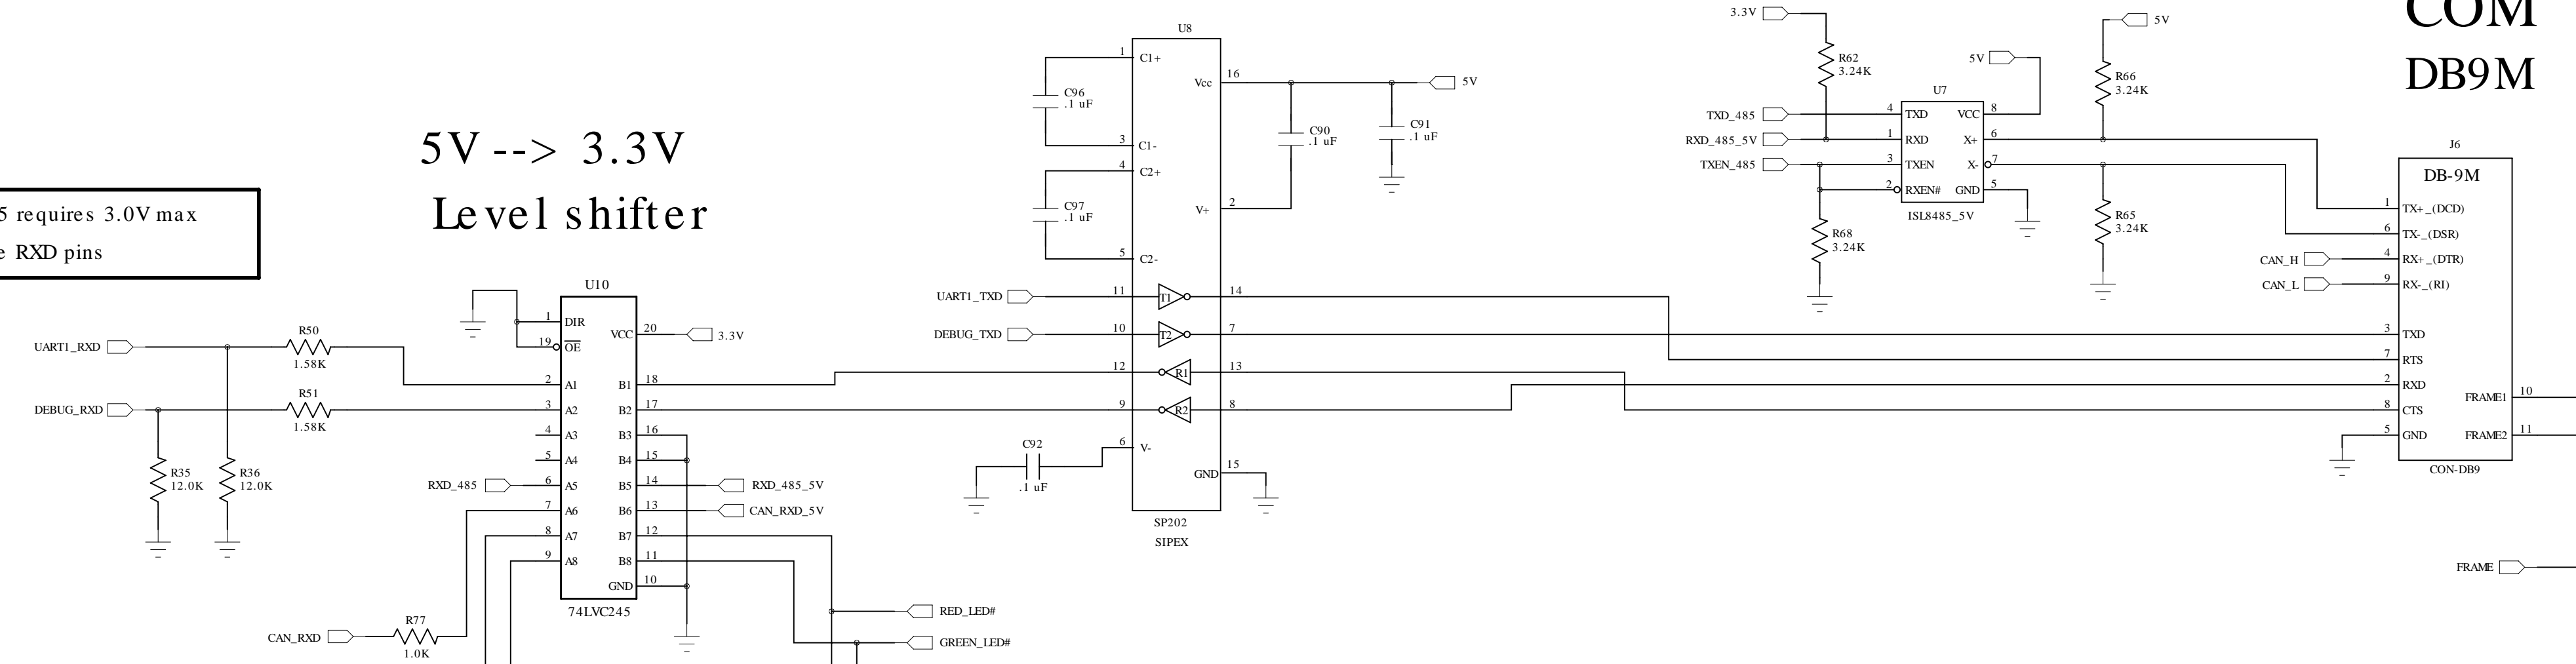 COM
DB9M
5V --> 3.3V
Level shifter
5 requires 3.0V max
e RXD pins
UART1_RXD
DEBUG_RXD
R50
1.58K
R51
1.58K
R35
12.0K
R36
12.0K
U10
1 DIR
19 OE
VCC 20
3.3V
2 A1 B1 18
3 A2 B2 17
4 A3 B3 16
5 A4 B4 15
6 A5 B5 14
7 A6 B6 13
8 A7 B7 12
9 A8 B8 11
GND 10
74LVC245
RXD_485
RXD_485_5V
CAN_RXD_5V
CAN_RXD
R77
1.0K
RED_LED#
GREEN_LED#
U8
1 C1+
3 C1-
4 C2+
5 C2-
Vcc 16
V+ 2
C96
.1 uF
C97
.1 uF
C90
.1 uF
C91
.1 uF
5V
UART1_TXD 11 T1 14
DEBUG_TXD 10 T2 7
12 R1 13
9 R2 8
6 V-
GND 15
C92
.1 uF
SP202
SIPEX
3.3V
R62
3.24K
TXD_485
RXD_485_5V
TXEN_485
R68
3.24K
U7
4 TXD VCC 8
1 RXD X+ 6
3 TXEN X- 7
2 RXEN# GND 5
ISL8485_5V
5V
5V
R66
3.24K
R65
3.24K
J6
DB-9M
1 TX+_(DCD)
6 TX-_(DSR)
CAN_H 4 RX+_(DTR)
CAN_L 9 RX-_(RI)
3 TXD
7 RTS
2 RXD
8 CTS
5 GND
FRAME1 10
FRAME2 11
CON-DB9
FRAME